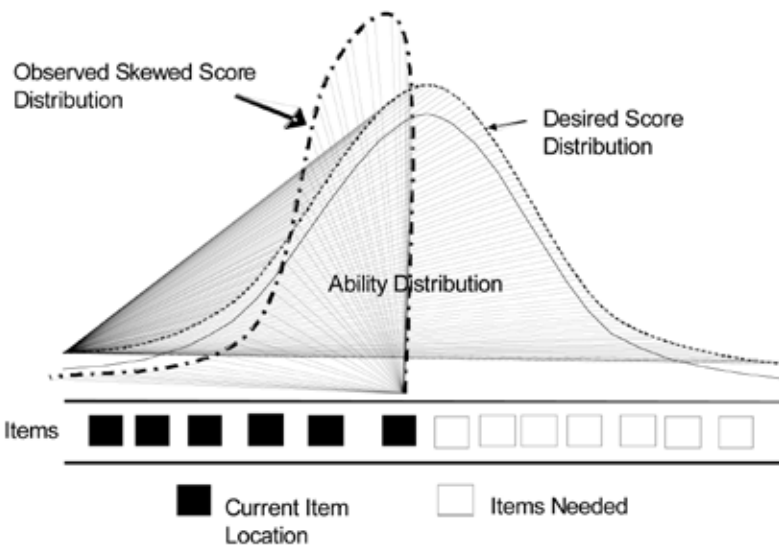 Observed Skewed Score
Distribution
Desired Score
Distribution
Ability Distribution
Items
Current Item
Location
Items Needed